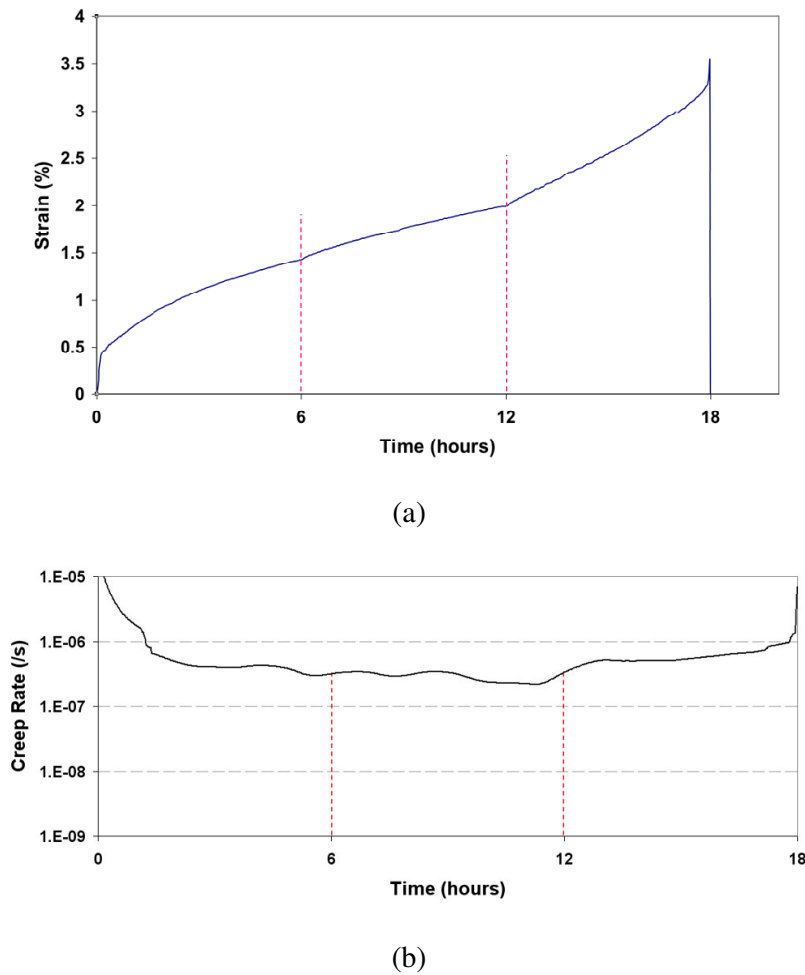 4
3.5
3
2.5
2
1.5
1
0.5
0
Strain (%)
0 6 12 18
Time (hours)
(a)
1.E-05
1.E-06
1.E-07
1.E-08
1.E-09
Creep Rate (/s)
0 6 12 18
Time (hours)
(b)